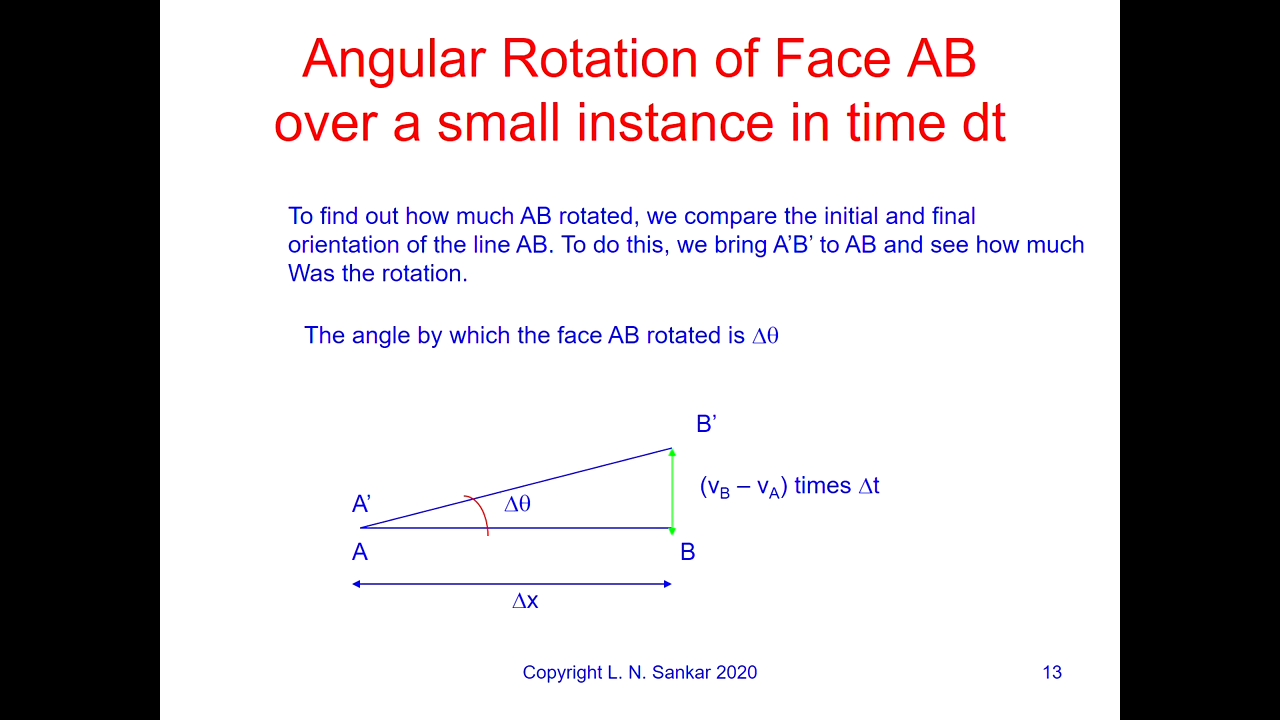 Angular Rotation of Face AB
over a small instance in time dt
To find out how much AB rotated, we compare the initial and final
orientation of the line AB. To do this, we bring A’B’ to AB and see how much
Was the rotation.
The angle by which the face AB rotated is Δθ
B’
(vB – vA) times Δt
A’
Δθ
A
B
Δx
Copyright L. N. Sankar 2020
13